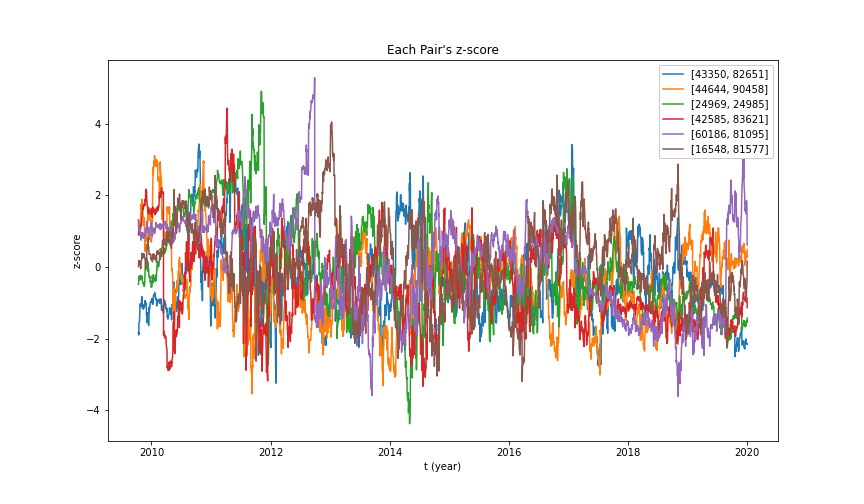 Each Pair's z-score
[43350, 82651]
[44644, 90458]
[24969, 24985]
[42585, 83621]
[60186, 81095]
[16548, 81577]
4
2
0
−2
−4
z-score
2010 2012 2014 2016 2018 2020
t (year)